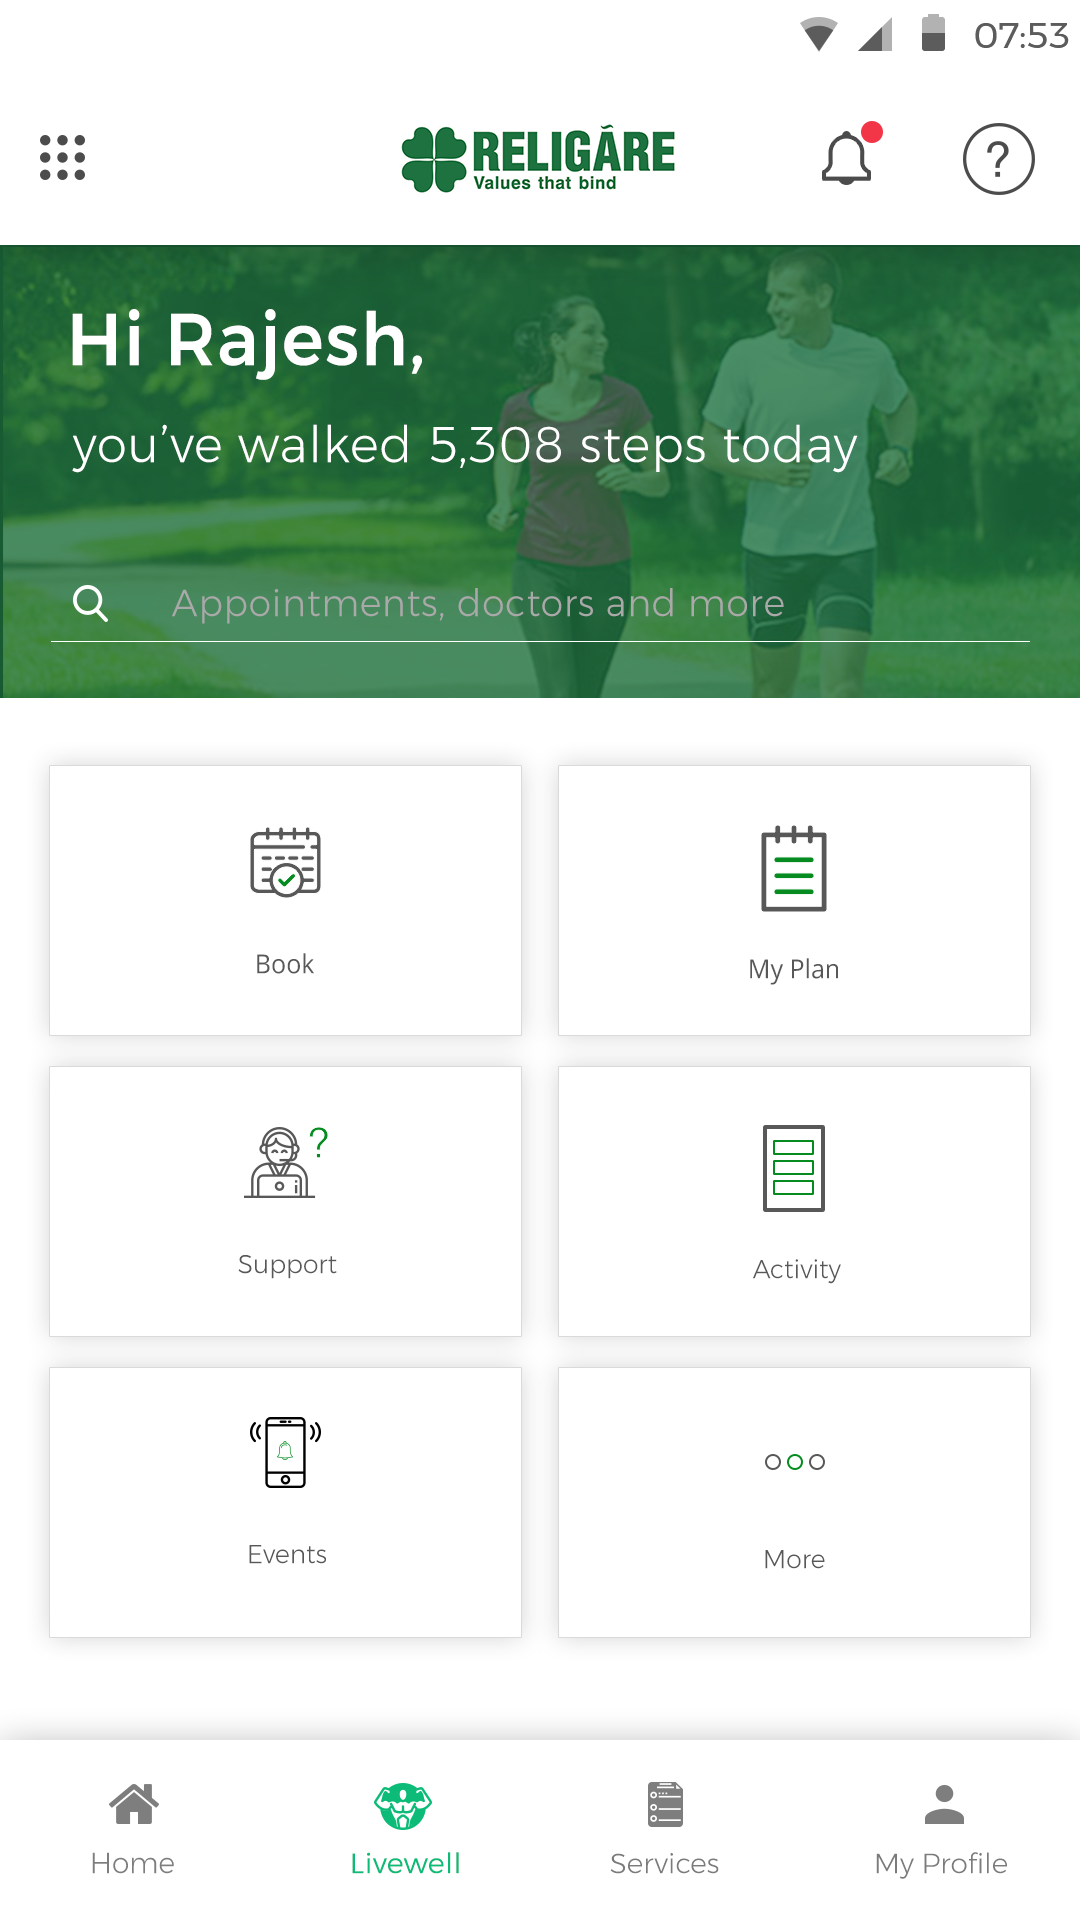 07:53
RELIGĂRE
Values that bind
?
Hi Rajesh,
you’ve walked 5,308 steps today
Appointments, doctors and more
Book
My Plan
?
Support
Activity
Events
More
Home
Livewell
Services
My Profile